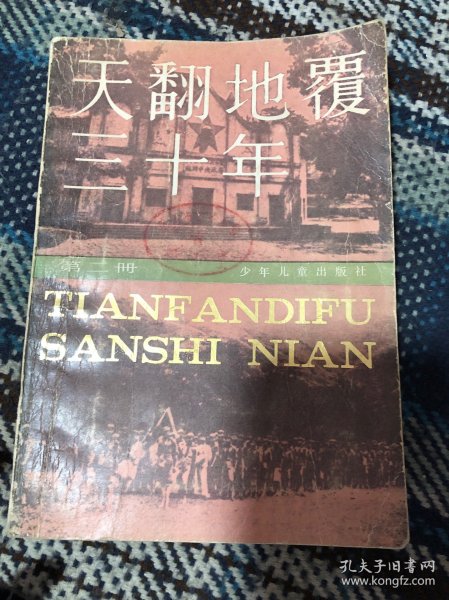 天翻地覆
三十年
第二册
少年儿童出版社
TIANFANDIFU
SANSHI NIAN
孔夫子旧书网
www.kongfz.com